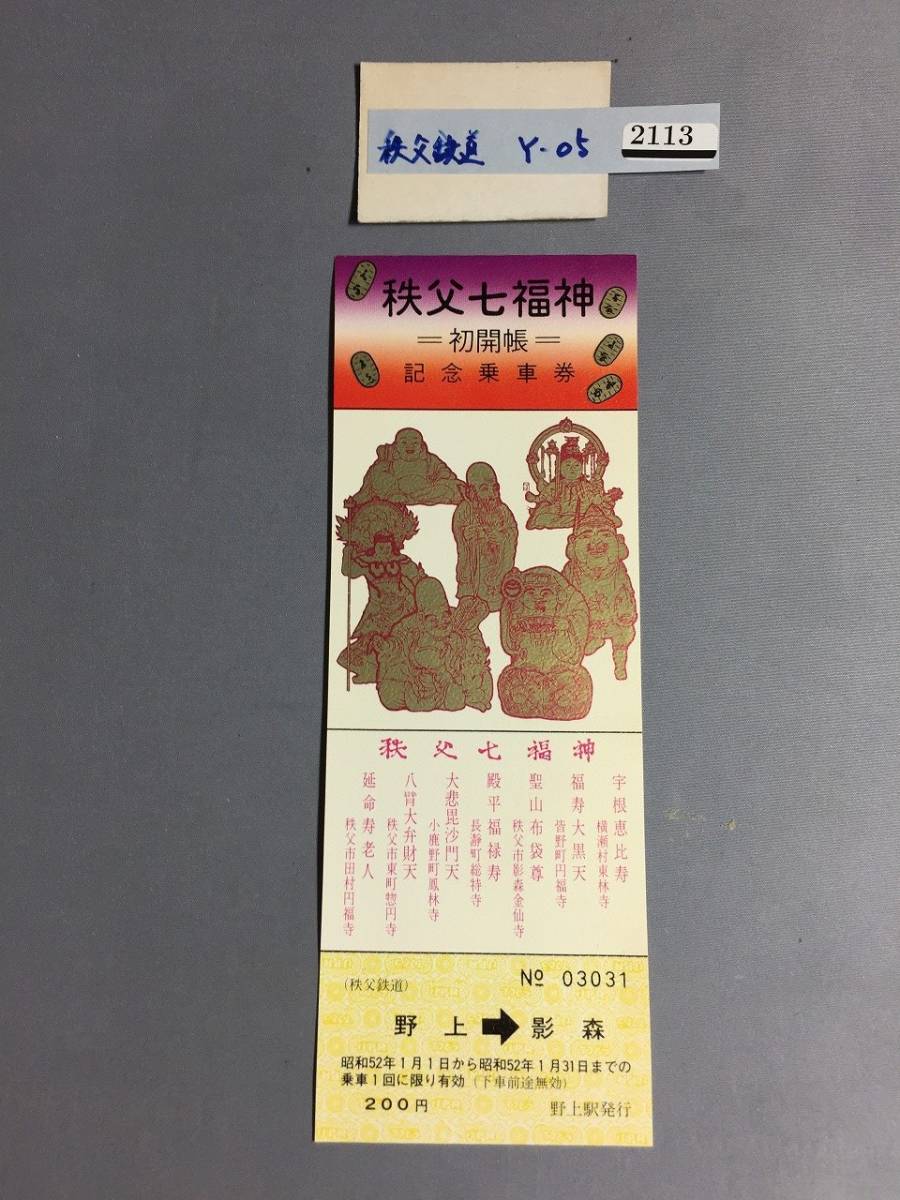 秩父鉄道 Y-05
2113
秩父七福神
=初開帳=
記念乗車券
秩父七福神
宇根恵比寿
横瀬村東林寺
福寿大黒天
皆野町円福寺
聖山布袋尊
秩父市影森金仙寺
殿平福禄寿
長瀞町総持寺
大悲毘沙門天
小鹿野町鳳林寺
八臂大弁財天
秩父市東町惣円寺
延命寿老人
秩父市田村円福寺
(秩父鉄道)
№ 03031
野上➡影森
昭和52年1月1日から昭和52年1月31日までの
乗車1回に限り有効(下車前途無効)
200円
野上駅発行